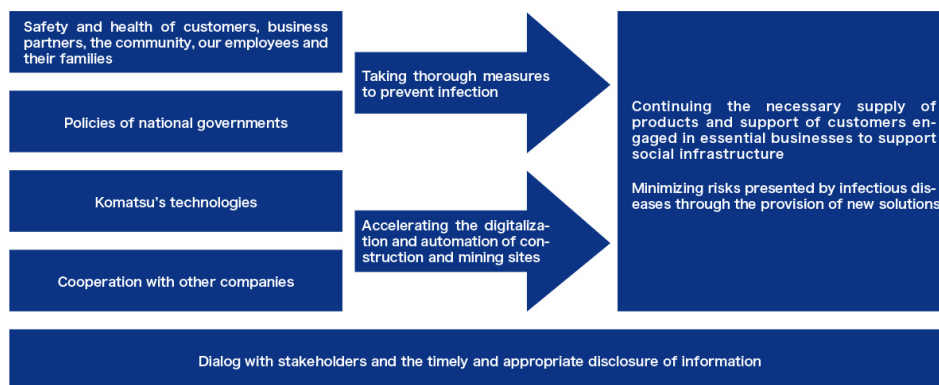 Safety and health of customers, business
partners, the community, our employees and
their families
Policies of national governments
Komatsu's technologies
Cooperation with other companies
Taking thorough measures
to prevent infection
Accelerating the digitaliza-
tion and automation of con-
struction and mining sites
Continuing the necessary supply of
products and support of customers en-
gaged in essential businesses to support
social infrastructure
Minimizing risks presented by infectious dis-
eases through the provision of new solutions
Dialog with stakeholders and the timely and appropriate disclosure of information